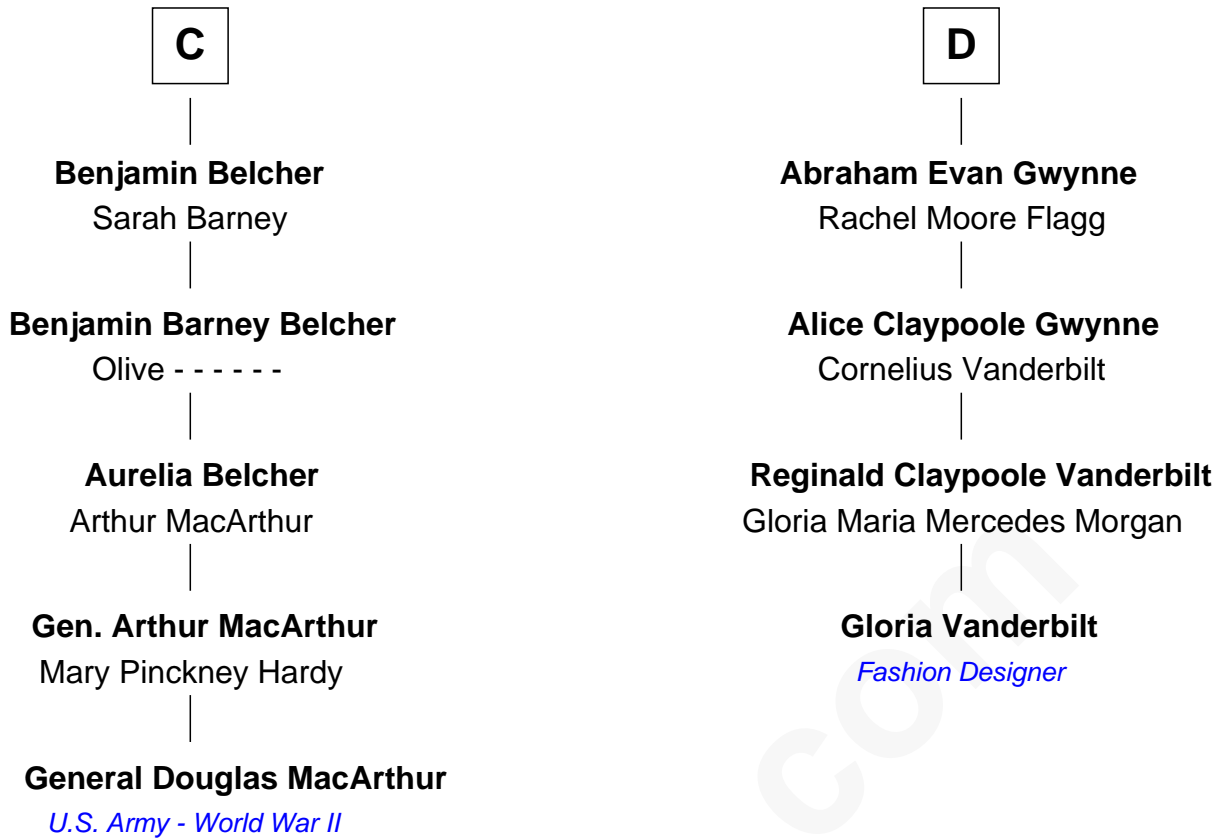 C
Benjamin Belcher
Sarah Barney
Benjamin Barney Belcher
Olive - - - - - -
Aurelia Belcher
Arthur MacArthur
Gen. Arthur MacArthur
Mary Pinckney Hardy
General Douglas MacArthur
U.S. Army - World War II
D
Abraham Evan Gwynne
Rachel Moore Flagg
Alice Claypoole Gwynne
Cornelius Vanderbilt
Reginald Claypoole Vanderbilt
Gloria Maria Mercedes Morgan
Gloria Vanderbilt
Fashion Designer
com